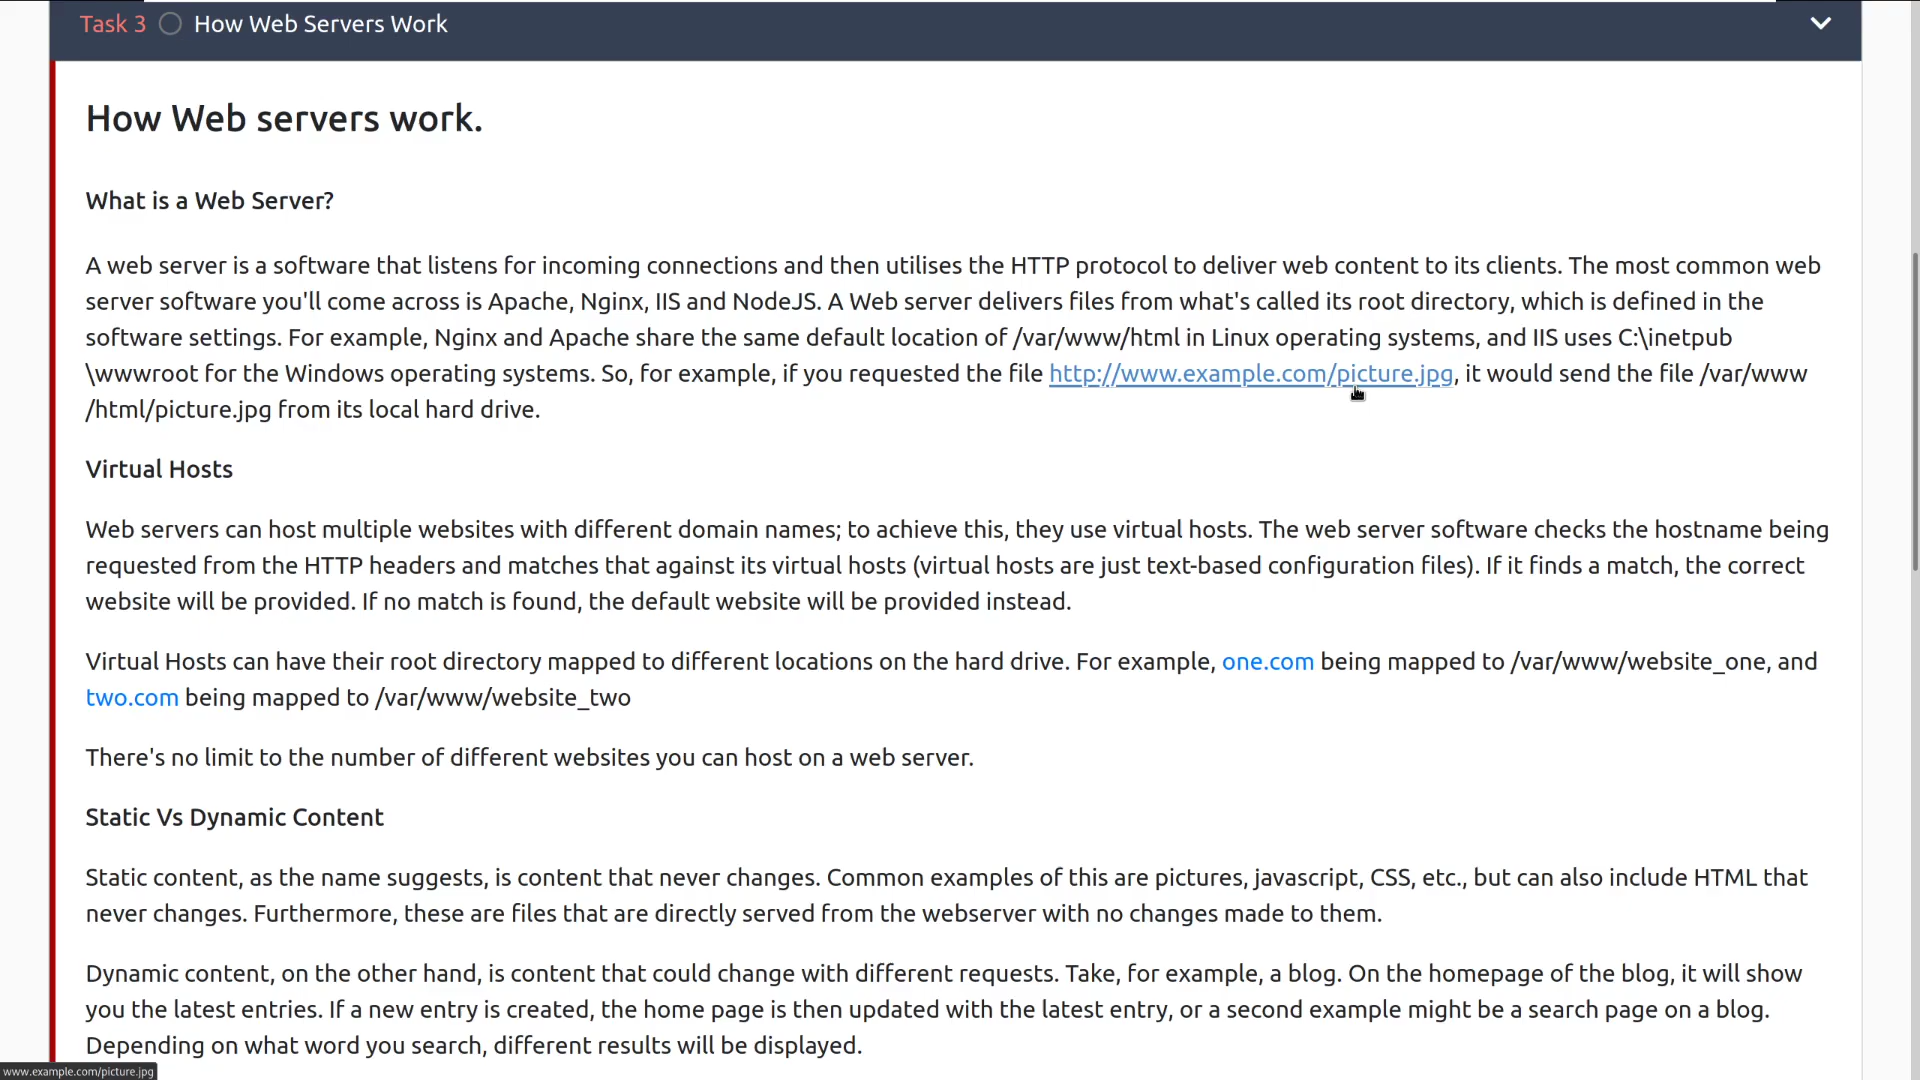 Task 3 How Web Servers Work
How Web servers work.
What is a Web Server?
A web server is a software that listens for incoming connections and then utilises the HTTP protocol to deliver web content to its clients. The most common web
server software you'll come across is Apache, Nginx, IIS and NodeJS. A Web server delivers files from what's called its root directory, which is defined in the
software settings. For example, Nginx and Apache share the same default location of /var/www/html in Linux operating systems, and IIS uses C:\inetpub
\wwwroot for the Windows operating systems. So, for example, if you requested the file http://www.example.com/picture.jpg, it would send the file /var/www
/html/picture.jpg from its local hard drive.
Virtual Hosts
Web servers can host multiple websites with different domain names; to achieve this, they use virtual hosts. The web server software checks the hostname being
requested from the HTTP headers and matches that against its virtual hosts (virtual hosts are just text-based configuration files). If it finds a match, the correct
website will be provided. If no match is found, the default website will be provided instead.
Virtual Hosts can have their root directory mapped to different locations on the hard drive. For example, one.com being mapped to /var/www/website_one, and
two.com being mapped to /var/www/website_two
There's no limit to the number of different websites you can host on a web server.
Static Vs Dynamic Content
Static content, as the name suggests, is content that never changes. Common examples of this are pictures, javascript, CSS, etc., but can also include HTML that
never changes. Furthermore, these are files that are directly served from the webserver with no changes made to them.
Dynamic content, on the other hand, is content that could change with different requests. Take, for example, a blog. On the homepage of the blog, it will show
you the latest entries. If a new entry is created, the home page is then updated with the latest entry, or a second example might be a search page on a blog.
Depending on what word you search, different results will be displayed.
www.example.com/picture.jpg